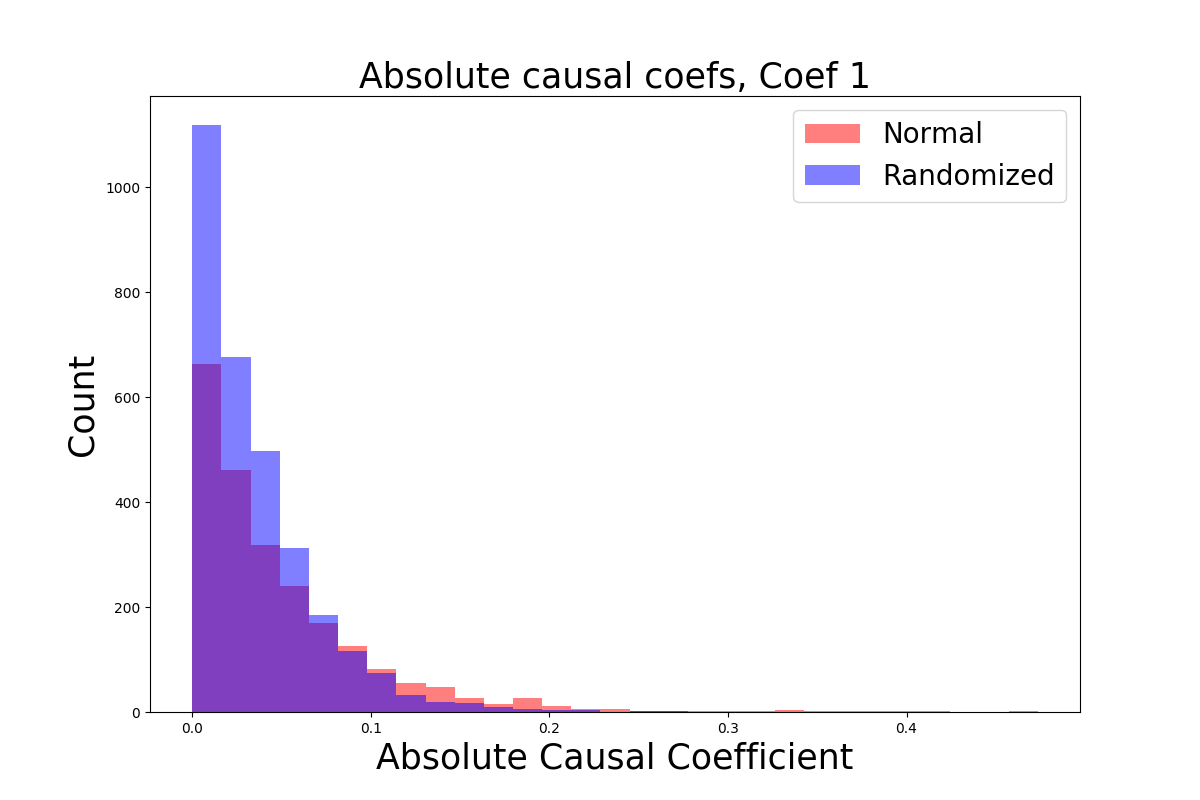 Absolute causal coefs, Coef 1
Normal
Randomized
1000
800
600
400
200
0
Count
0.0 0.1 0.2 0.3 0.4
Absolute Causal Coefficient